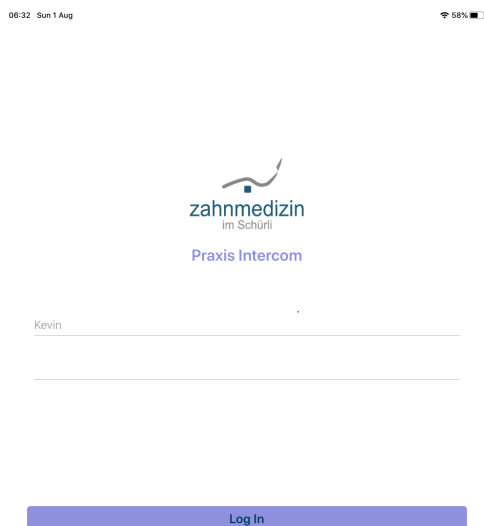 06:32 Sun 1 Aug 58%
zahnmedizin
im Schürli
Praxis Intercom
Kevin
Log In